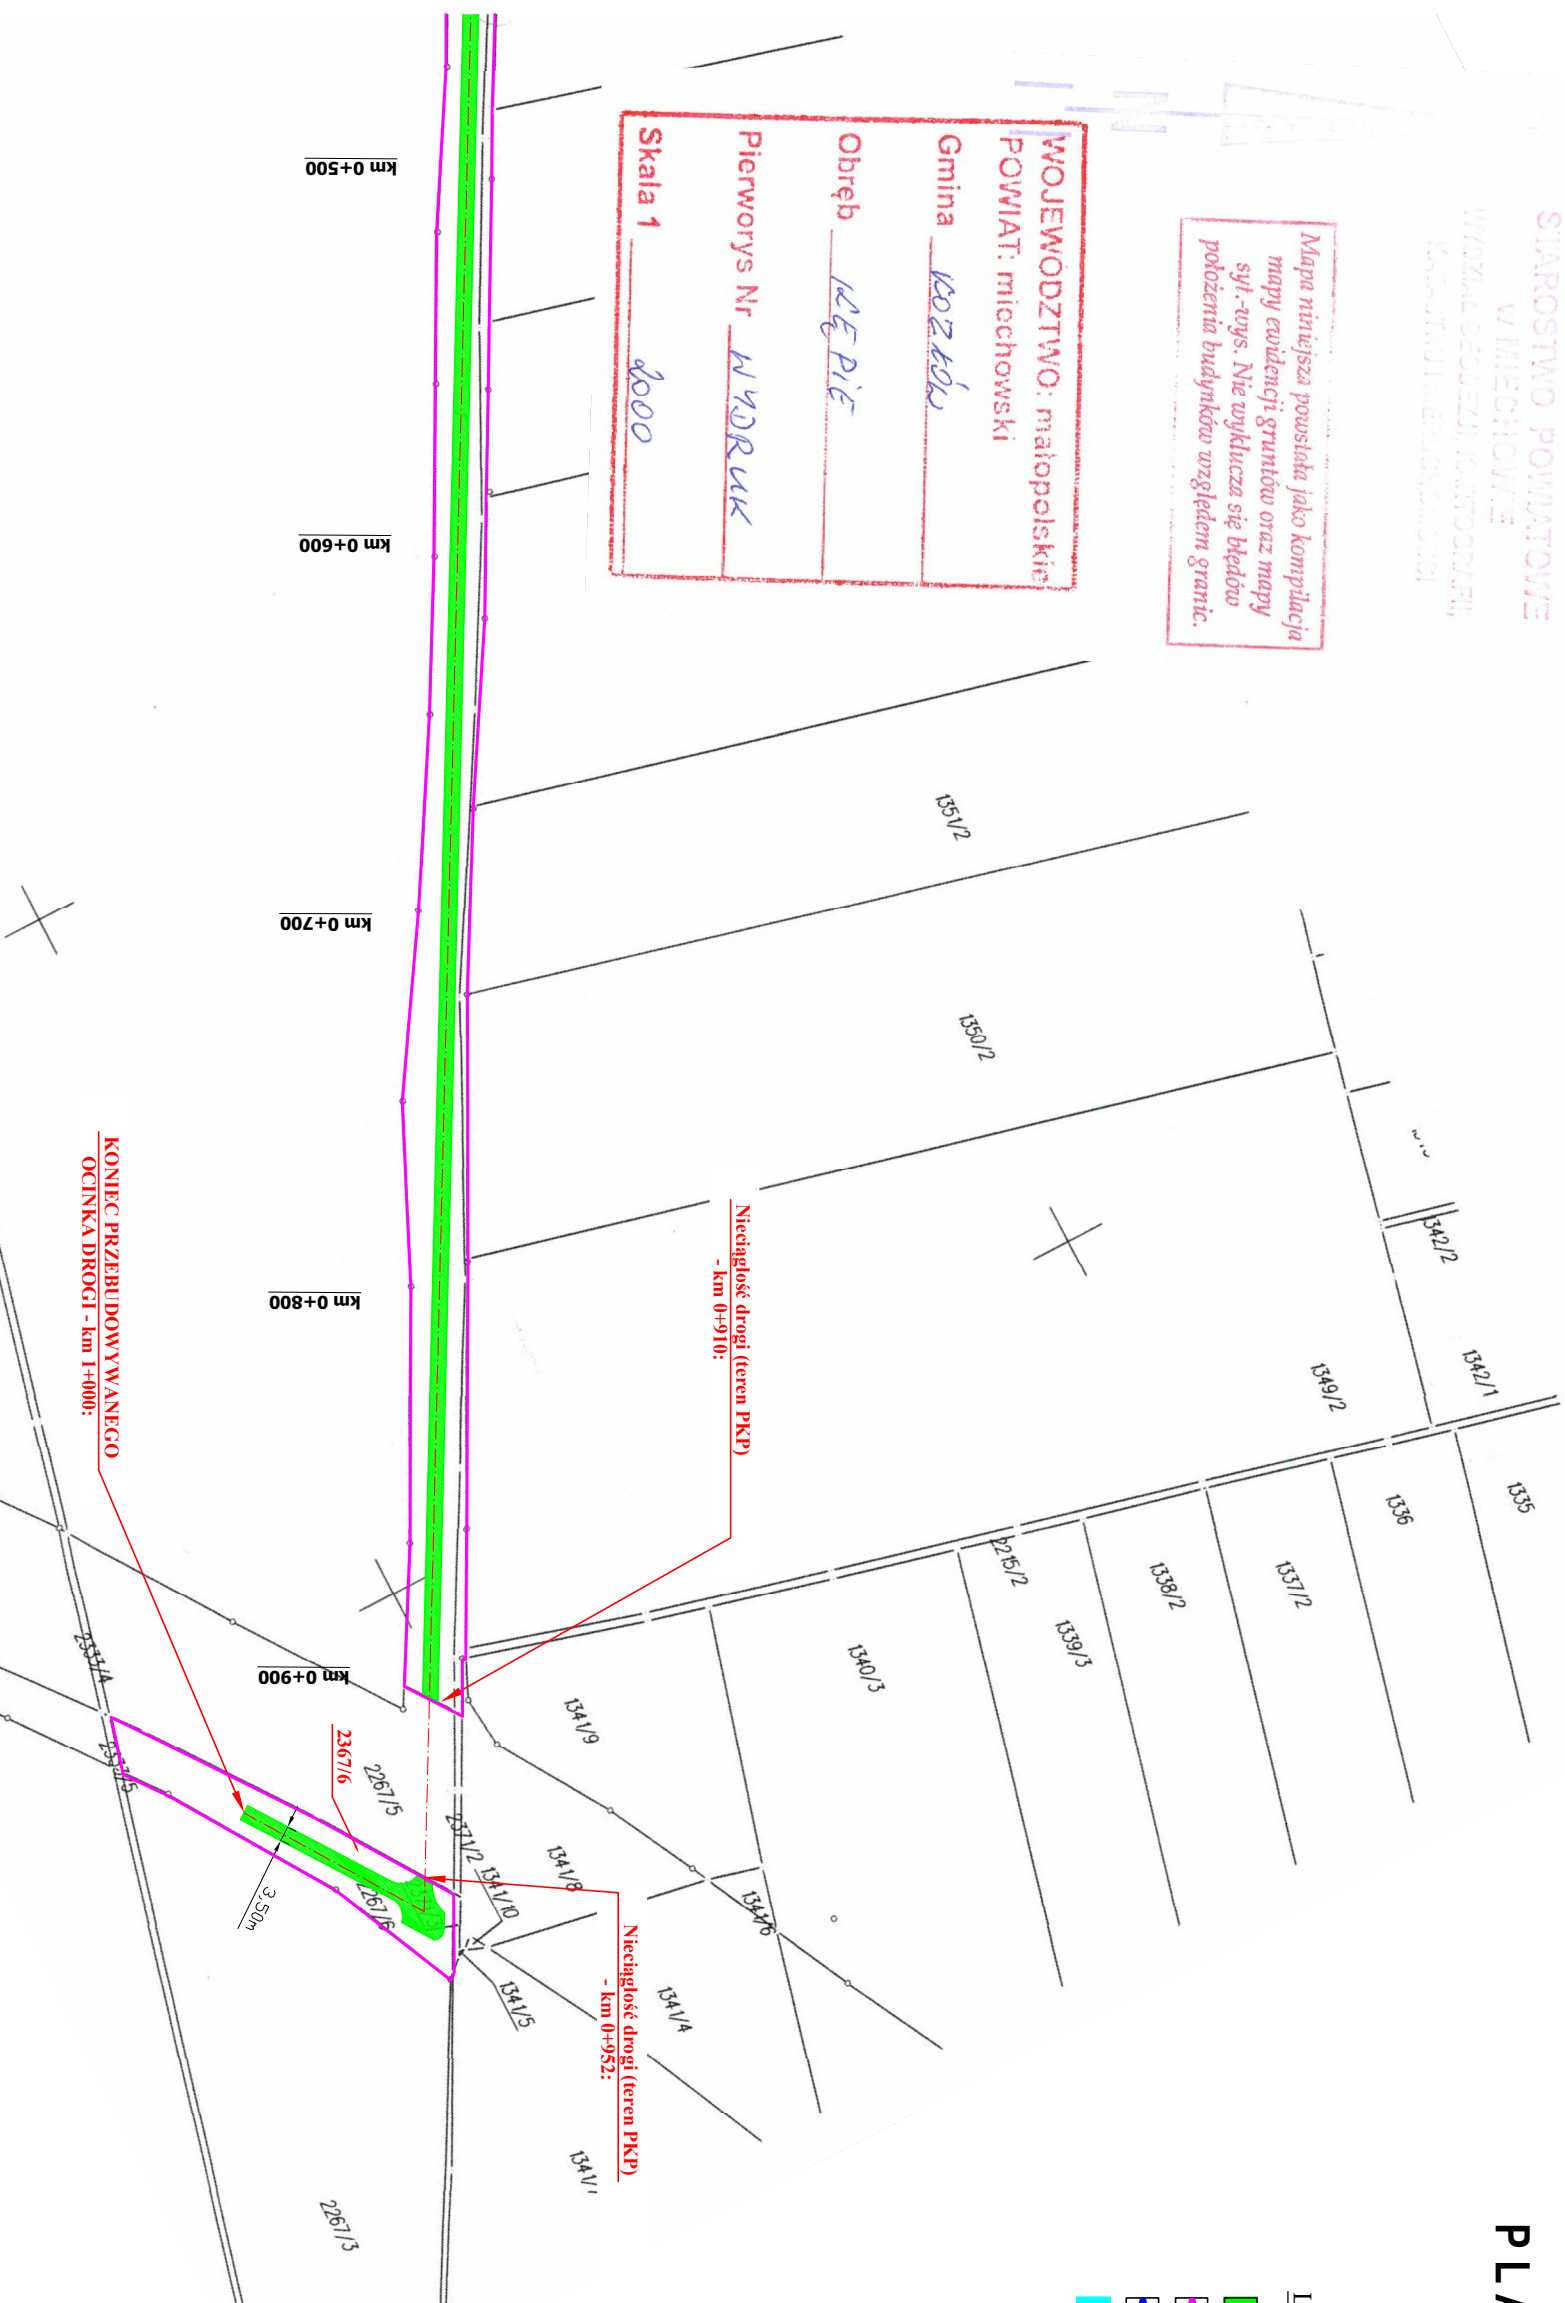 STAROSTWO POWIATOWE
W MIECHOWIE
Mapa niniejsza powstała jako kompilacja
mapy ewidencji gruntów oraz mapy
syt.-wys. Nie wyklucza się błędów
położenia budynków względem granic.
WOJEWÓDZTWO: małopolskie
POWIAT: miechowski
Gmina KOZŁÓW
Obręb KĘPIE
Pierworys Nr WYDRUK
Skala 1 2000
N
PLA
km 0+500
km 0+600
km 0+700
km 0+800
km 0+900
1351/2
1350/2
1349/2
1342/2
1342/1
1335
1336
1337/2
1338/2
1339/3
2215/2
1340/3
1341/9
1341/8
1341/6
1341/10
1341/5
1341/4
1341/
2371/2
2267/5
2267/6
2267/3
2333/4
2333/5
2367/6
3,50m
Nieciągłość drogi (teren PKP)
- km 0+910:
Nieciągłość drogi (teren PKP)
- km 0+952:
KONIEC PRZEBUDOWYWANEGO
OCINKA DROGI - km 1+000: